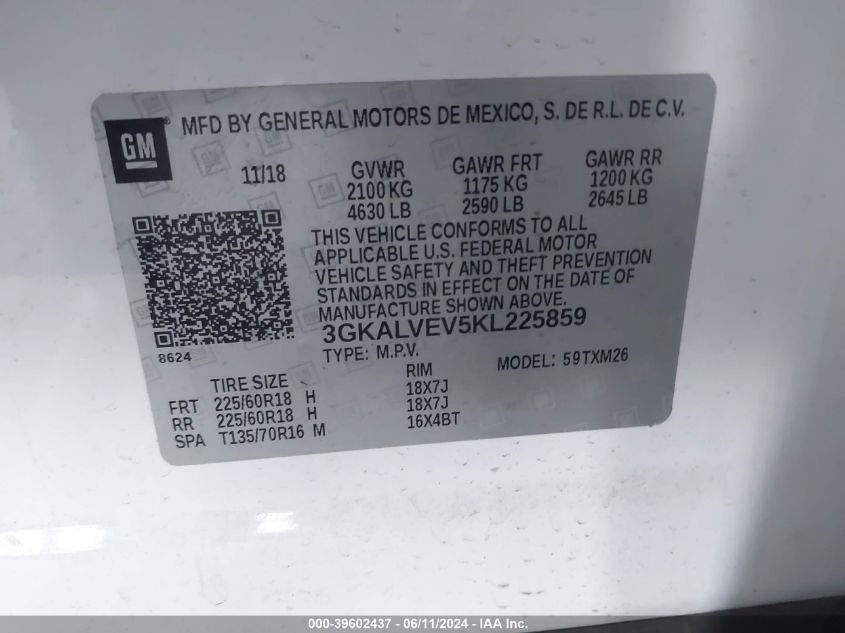 GM
MFD BY GENERAL MOTORS DE MEXICO, S. DE R.L. DE C.V.
11/18 GVWR GAWR FRT GAWR RR
2100 KG 1175 KG 1200 KG
4630 LB 2590 LB 2645 LB
THIS VEHICLE CONFORMS TO ALL
APPLICABLE U.S. FEDERAL MOTOR
VEHICLE SAFETY AND THEFT PREVENTION
STANDARDS IN EFFECT ON THE DATE OF
MANUFACTURE SHOWN ABOVE.
3GKALVEV5KL225859
8624
TYPE: M.P.V. MODEL: 59TXM26
TIRE SIZE RIM
FRT 225/60R18 H 18X7J
RR 225/60R18 H 18X7J
SPA T135/70R16 M 16X4BT
000-39602437 - 06/11/2024 - IAA Inc.